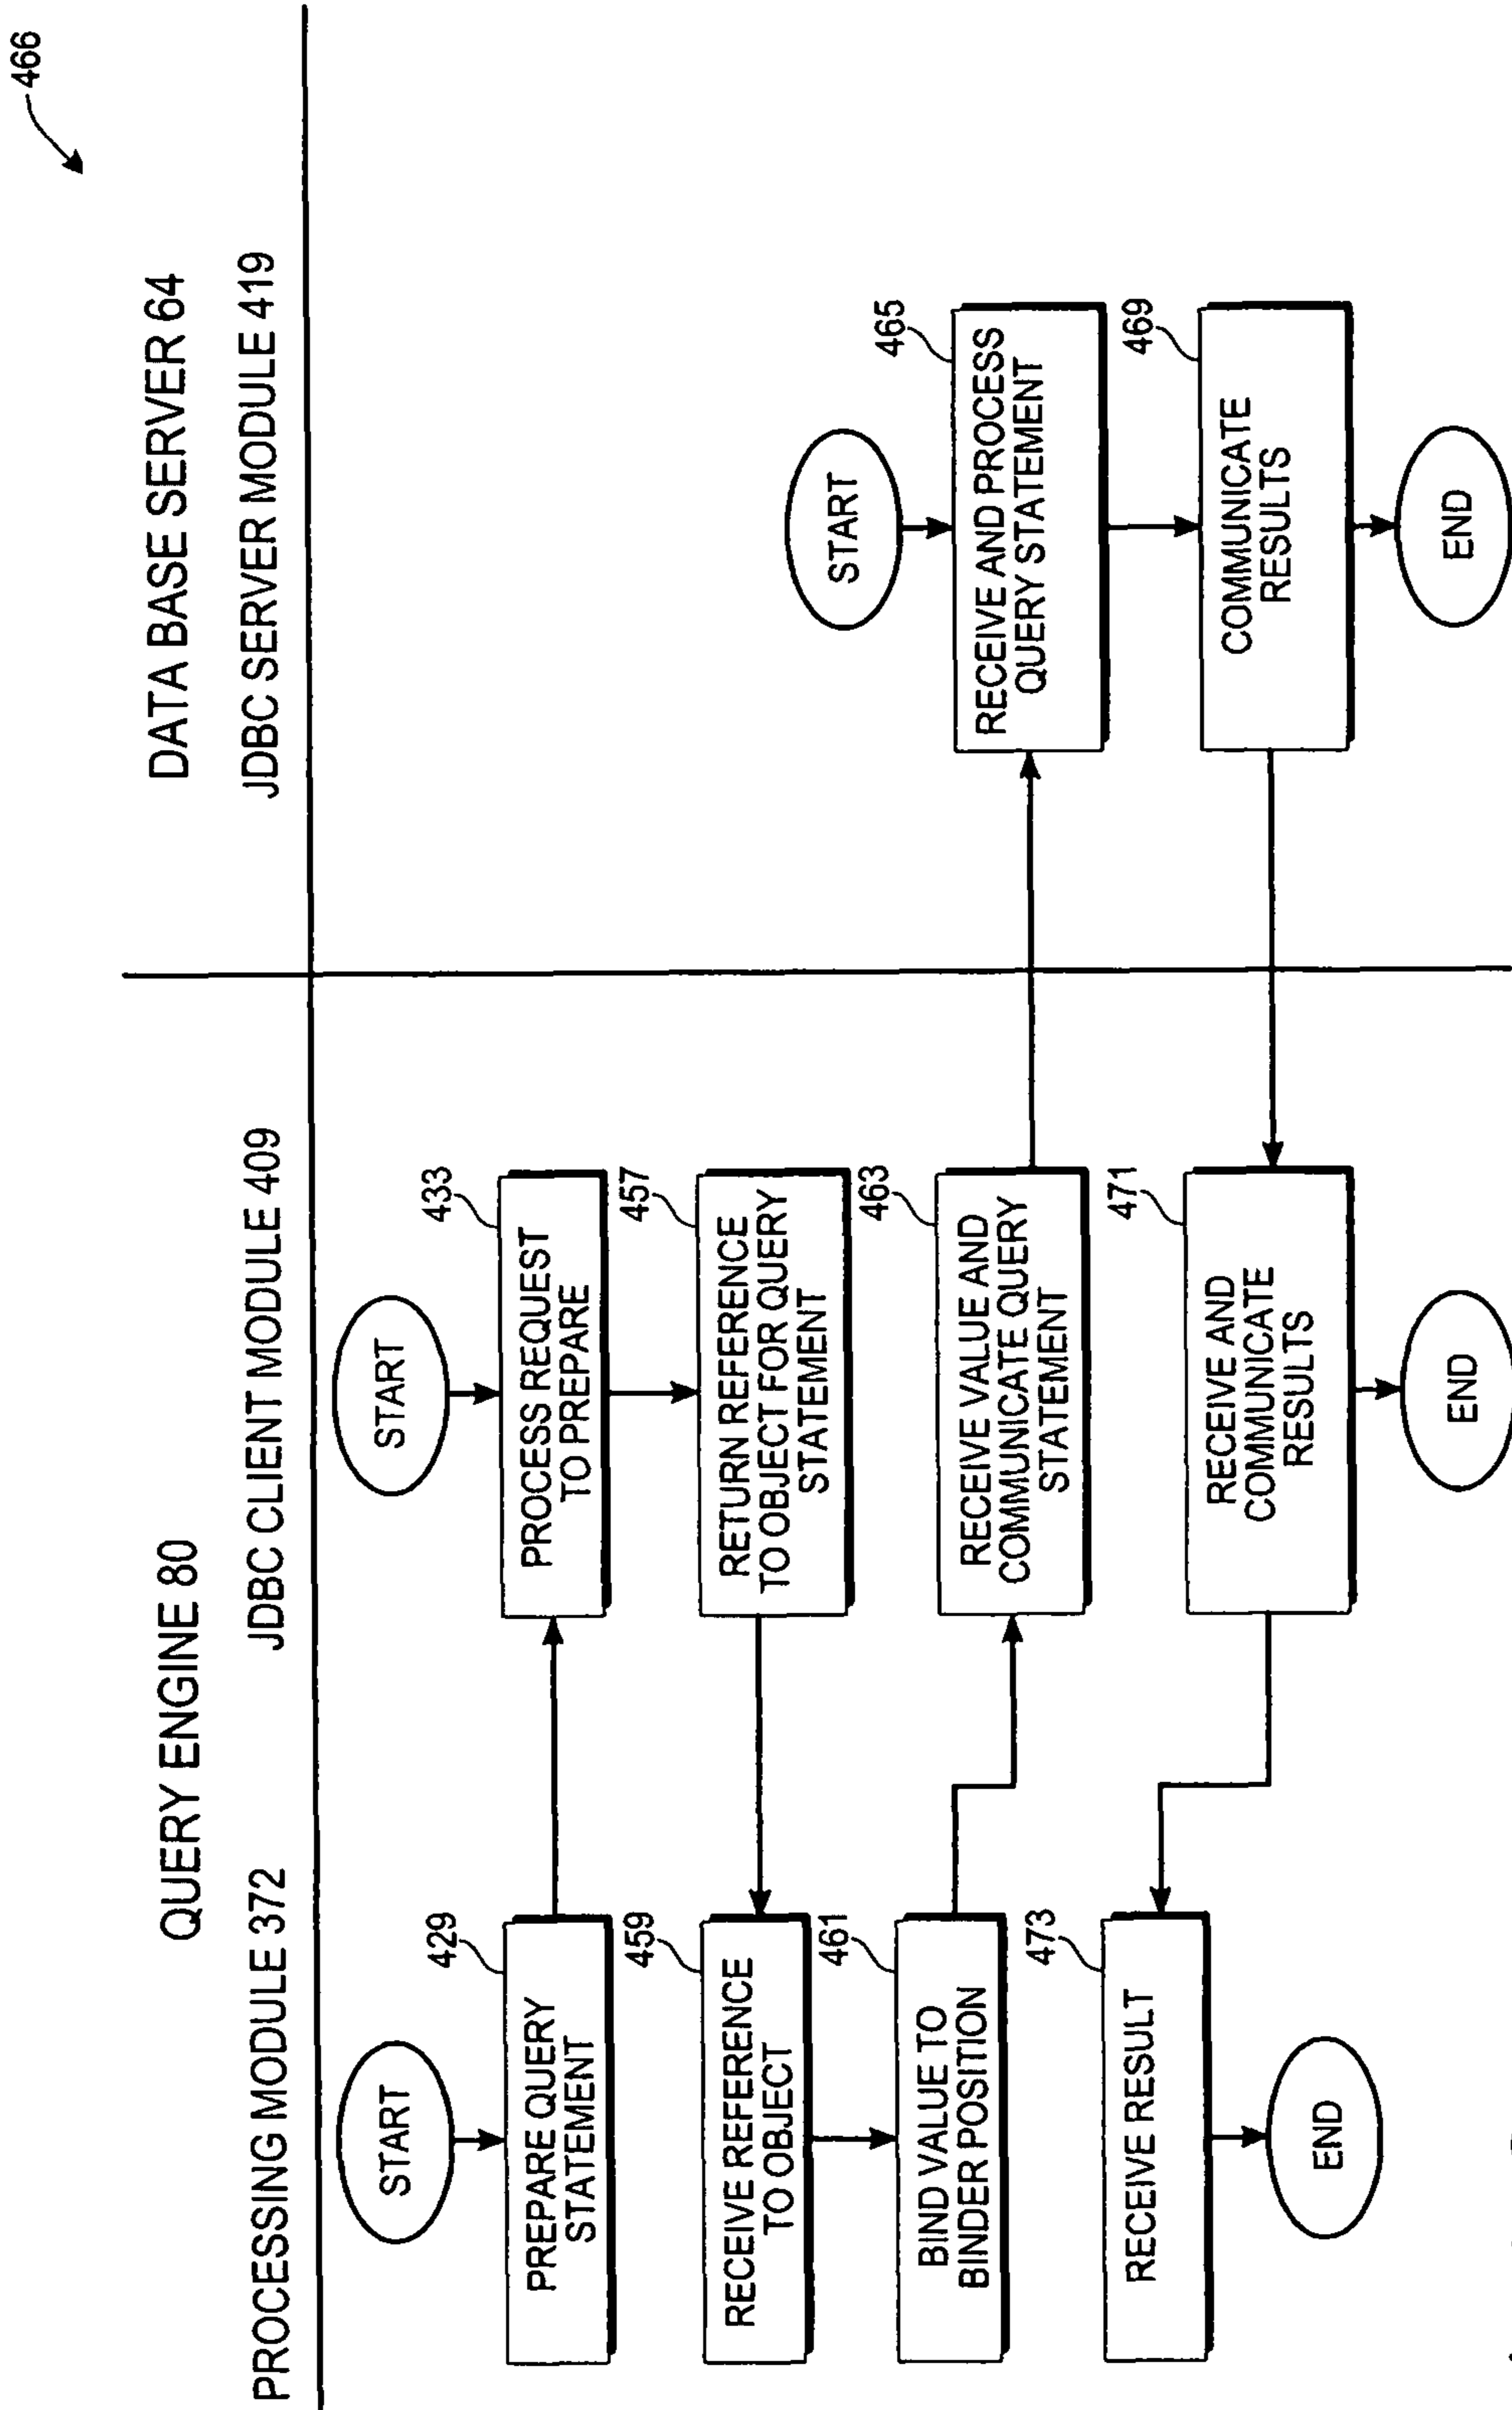 466
QUERY ENGINE 80
DATA BASE SERVER 64
PROCESSING MODULE 372
JDBC CLIENT MODULE 409
JDBC SERVER MODULE 419
START
429
PREPARE QUERY
STATEMENT
START
433
PROCESS REQUEST
TO PREPARE
457
RETURN REFERENCE
TO OBJECT FOR QUERY
STATEMENT
459
RECEIVE REFERENCE
TO OBJECT
461
BIND VALUE TO
BINDER POSITION
463
RECEIVE VALUE AND
COMMUNICATE QUERY
STATEMENT
START
465
RECEIVE AND PROCESS
QUERY STATEMENT
469
COMMUNICATE
RESULTS
END
471
RECEIVE AND
COMMUNICATE
RESULTS
END
473
RECEIVE RESULT
END